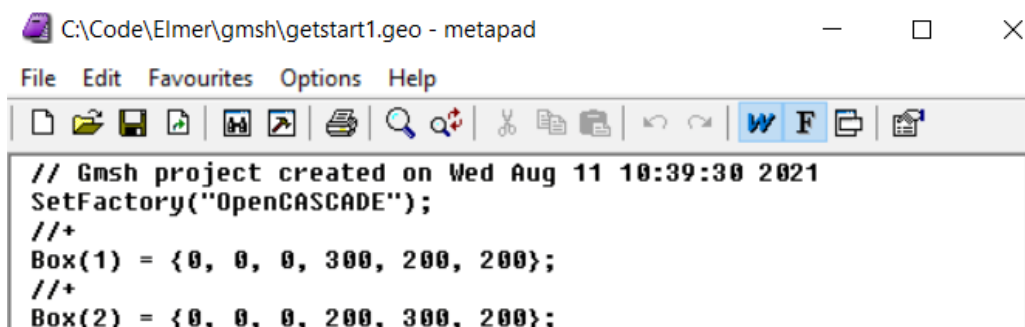 C:\Code\Elmer\gmsh\getstart1.geo - metapad
File Edit Favourites Options Help
W F
// Gmsh project created on Wed Aug 11 10:39:30 2021
SetFactory("OpenCASCADE");
//+
Box(1) = {0, 0, 0, 300, 200, 200};
//+
Box(2) = {0, 0, 0, 200, 300, 200};